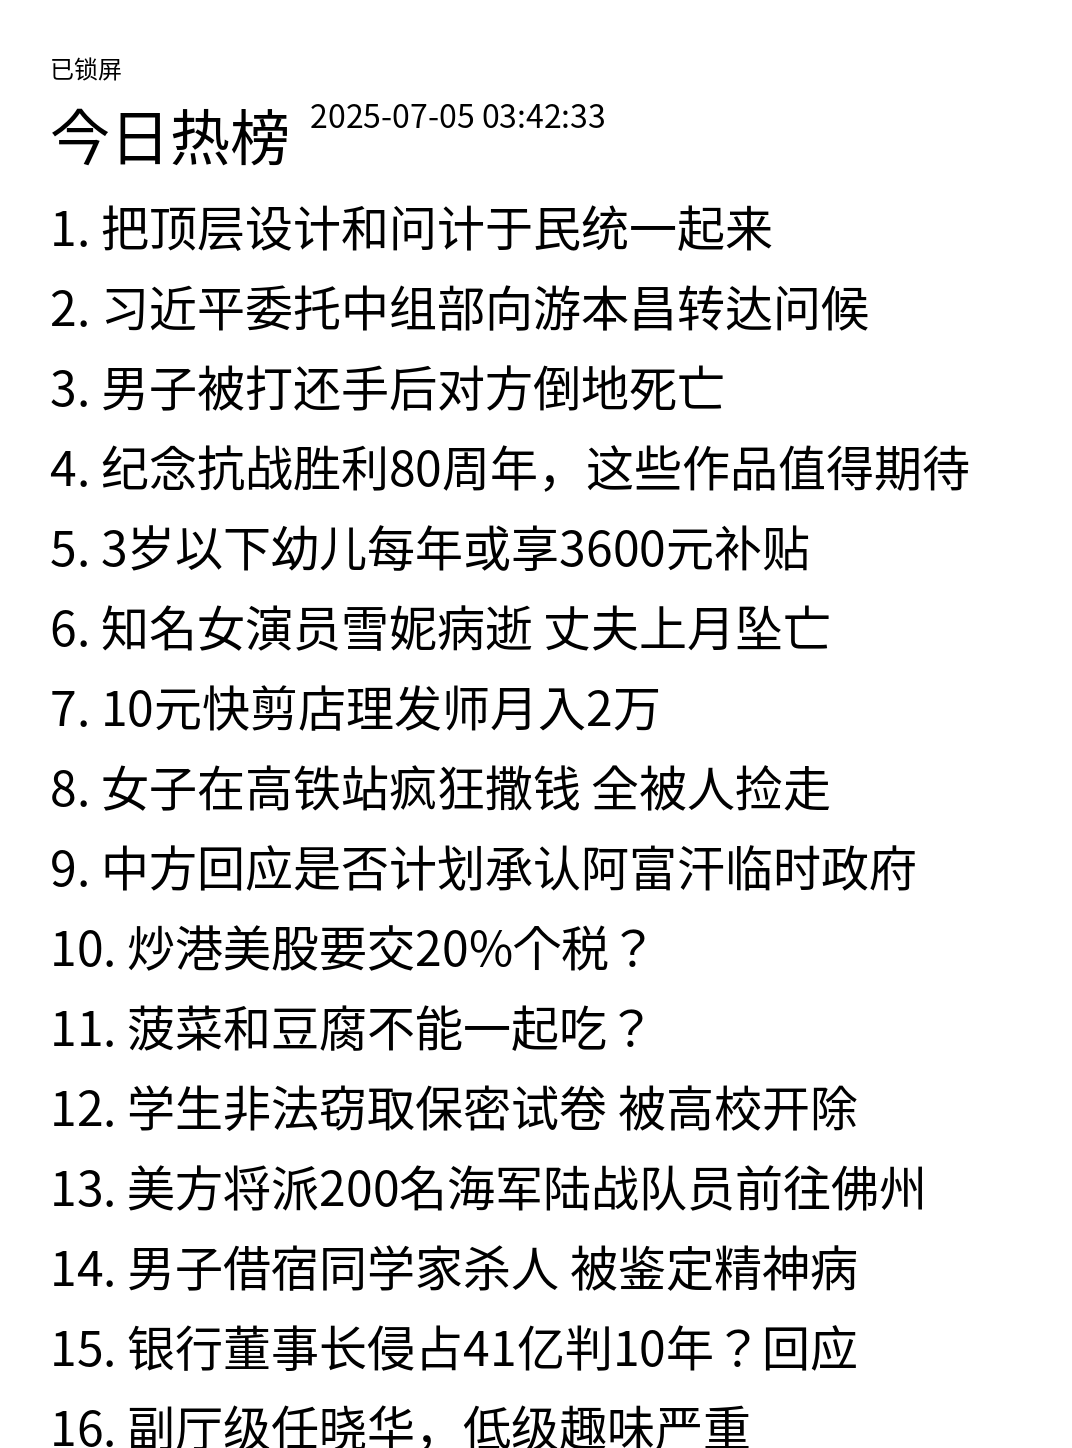 已锁屏
今日热榜 2025-07-05 03:42:33
1. 把顶层设计和问计于民统一起来
2. 习近平委托中组部向游本昌转达问候
3. 男子被打还手后对方倒地死亡
4. 纪念抗战胜利80周年，这些作品值得期待
5. 3岁以下幼儿每年或享3600元补贴
6. 知名女演员雪妮病逝 丈夫上月坠亡
7. 10元快剪店理发师月入2万
8. 女子在高铁站疯狂撒钱 全被人捡走
9. 中方回应是否计划承认阿富汗临时政府
10. 炒港美股要交20%个税？
11. 菠菜和豆腐不能一起吃？
12. 学生非法窃取保密试卷 被高校开除
13. 美方将派200名海军陆战队员前往佛州
14. 男子借宿同学家杀人 被鉴定精神病
15. 银行董事长侵占41亿判10年？回应
16. 副厅级任晓华，低级趣味严重